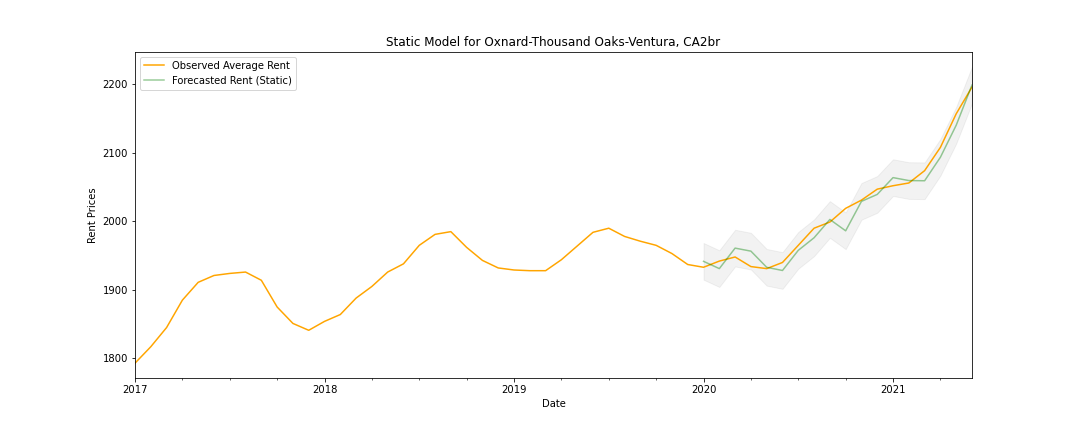 Static Model for Oxnard-Thousand Oaks-Ventura, CA2br
Observed Average Rent
Forecasted Rent (Static)
Rent Prices
2200
2100
2000
1900
1800
2017
2018
2019
2020
2021
Date